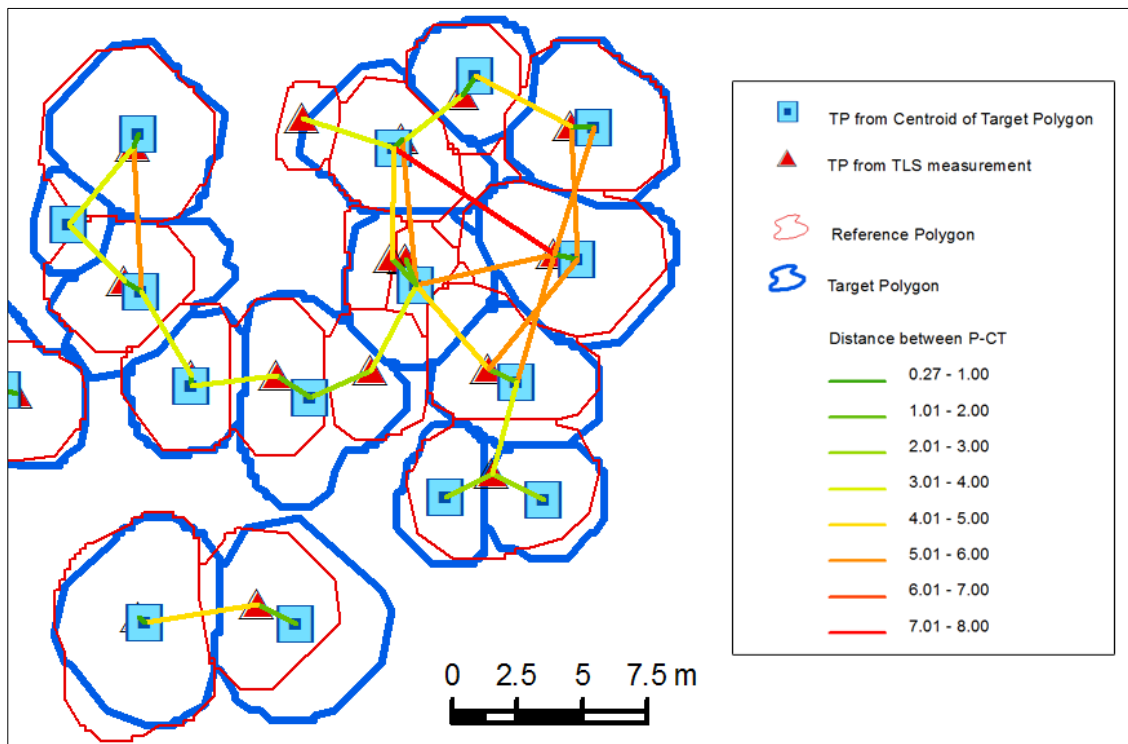 TP from Centroid of Target Polygon
TP from TLS measurement
Reference Polygon
Target Polygon
Distance between P-CT
0.27 - 1.00
1.01 - 2.00
2.01 - 3.00
3.01 - 4.00
4.01 - 5.00
5.01 - 6.00
6.01 - 7.00
7.01 - 8.00
0 2.5 5 7.5 m